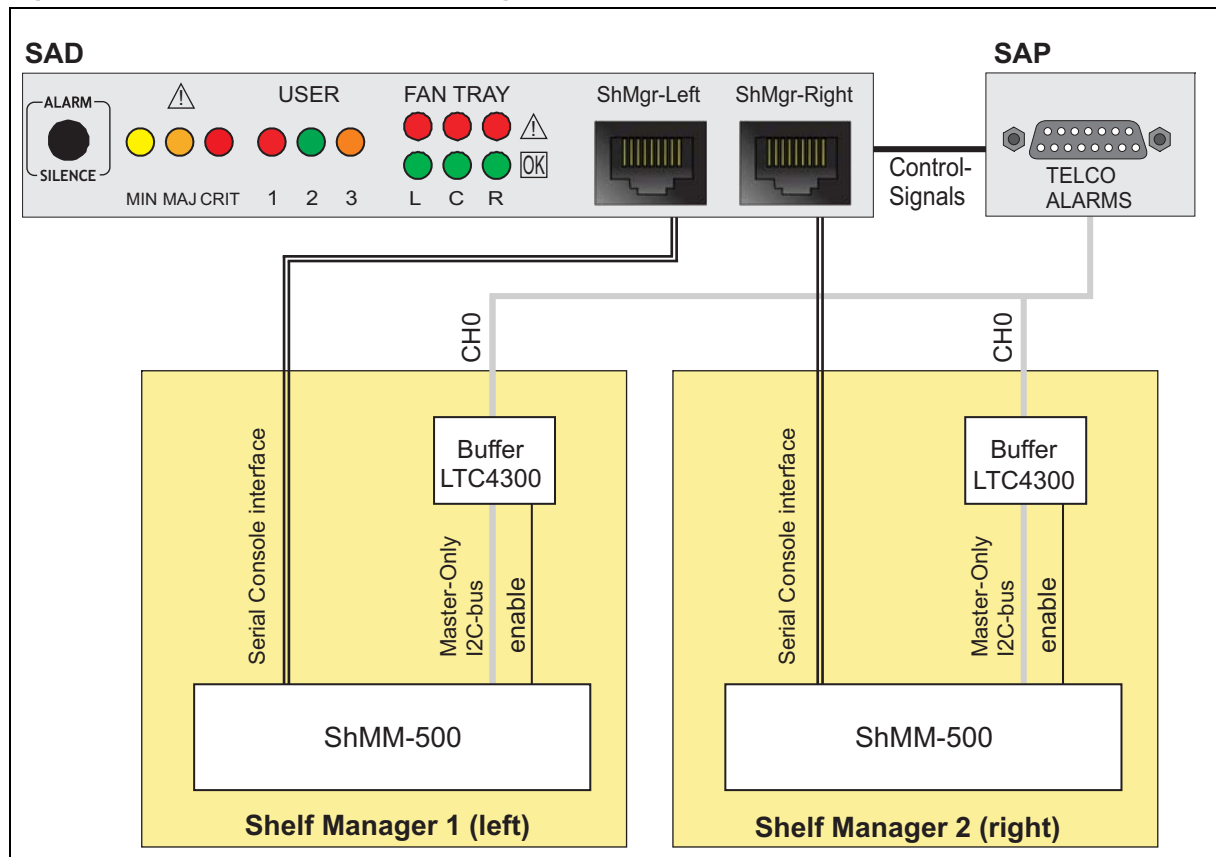 SAD
SAP
ALARM
SILENCE
USER
FAN TRAY
ShMgr-Left
ShMgr-Right
OK
MIN MAJ CRIT
1 2 3
L C R
Control-
Signals
TELCO
ALARMS
CH0
CH0
Buffer
LTC4300
Buffer
LTC4300
Serial Console interface
Master-Only
I2C-bus
enable
Serial Console interface
Master-Only
I2C-bus
enable
ShMM-500
ShMM-500
Shelf Manager 1 (left)
Shelf Manager 2 (right)